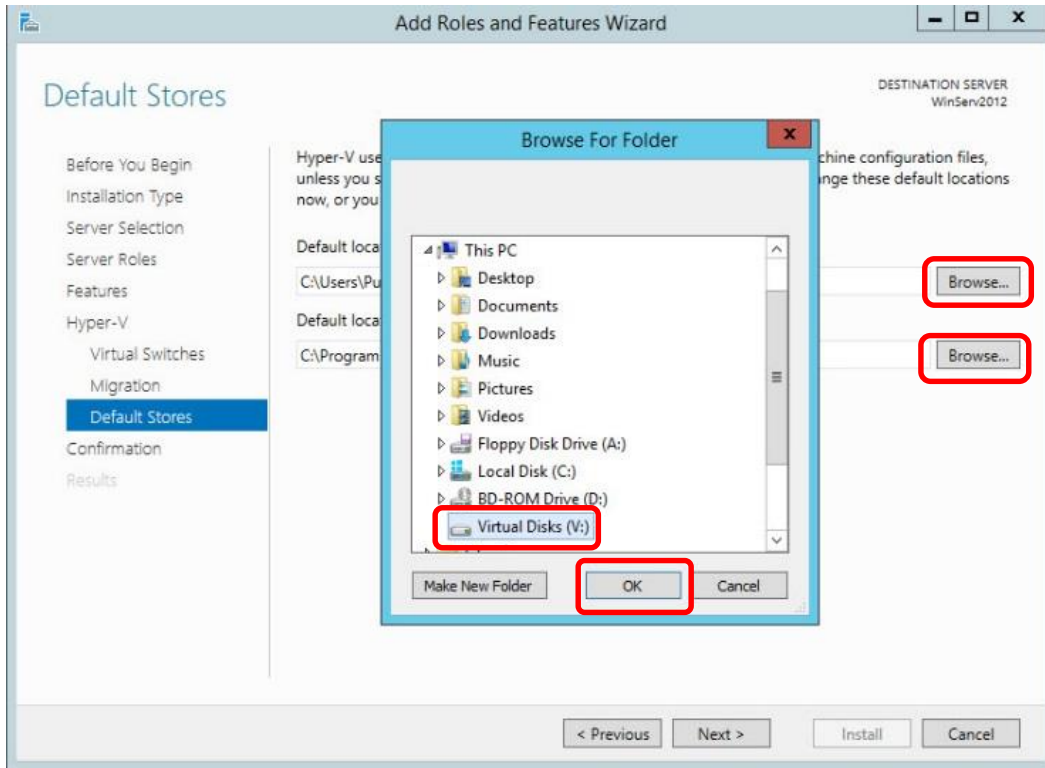 Add Roles and Features Wizard
Default Stores
DESTINATION SERVER
WinServ2012
Before You Begin
Installation Type
Server Selection
Server Roles
Features
Hyper-V
Virtual Switches
Migration
Default Stores
Confirmation
Results
Hyper-V use
chine configuration files,
unless you s
ange these default locations
now, or you
Default loca
C:\Users\Pu
Browse...
Default loca
C:\Program
Browse...
Browse For Folder
x
This PC
Desktop
Documents
Downloads
Music
Pictures
Videos
Floppy Disk Drive (A:)
Local Disk (C:)
BD-ROM Drive (D:)
Virtual Disks (V:)
Make New Folder
OK
Cancel
< Previous
Next >
Install
Cancel